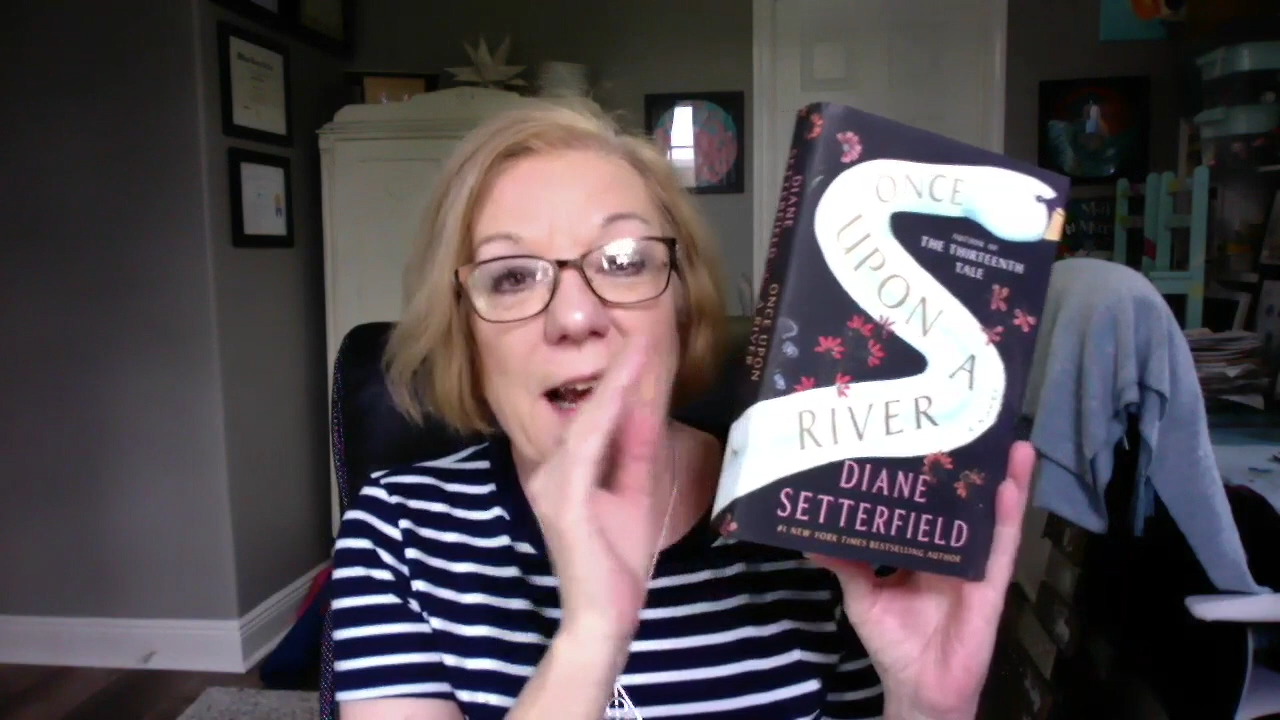 ONCE
UPON
A
RIVER
AUTHOR OF
THE THIRTEENTH
TALE
DIANE
SETTERFIELD
#1 NEW YORK TIMES BESTSELLING AUTHOR
DIANE SETTERFIELD ONCE UPON A RIVER